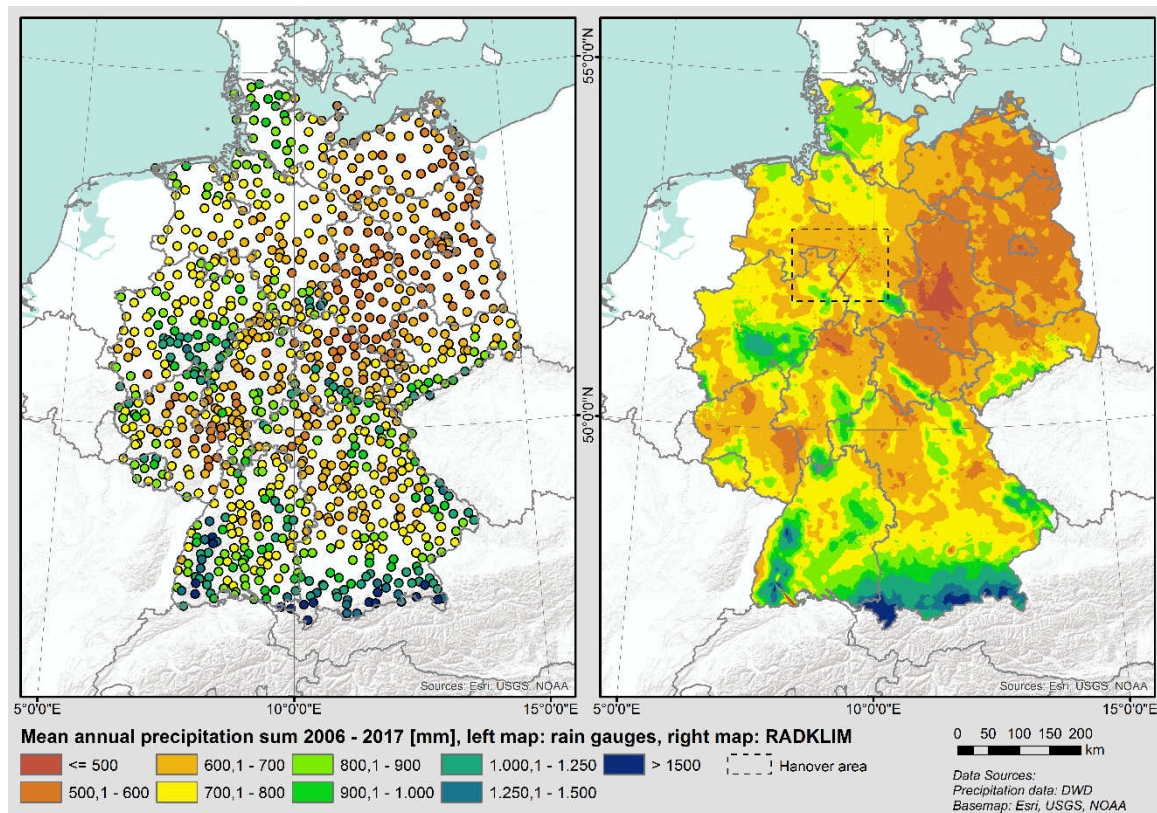 55°0'0"N
50°0'0"N
Sources: Esri, USGS, NOAA
Sources: Esri, USGS, NOAA
5°0'0"E
10°0'0"E
15°0'0"E
5°0'0"E
10°0'0"E
15°0'0"E
Mean annual precipitation sum 2006 - 2017 [mm], left map: rain gauges, right map: RADKLIM
<= 500
600,1 - 700
800,1 - 900
1.000,1 - 1.250
> 1500
Hanover area
500,1 - 600
700,1 - 800
900,1 - 1.000
1.250,1 - 1.500
0 50 100 150 200
km
Data Sources:
Precipitation data: DWD
Basemap: Esri, USGS, NOAA